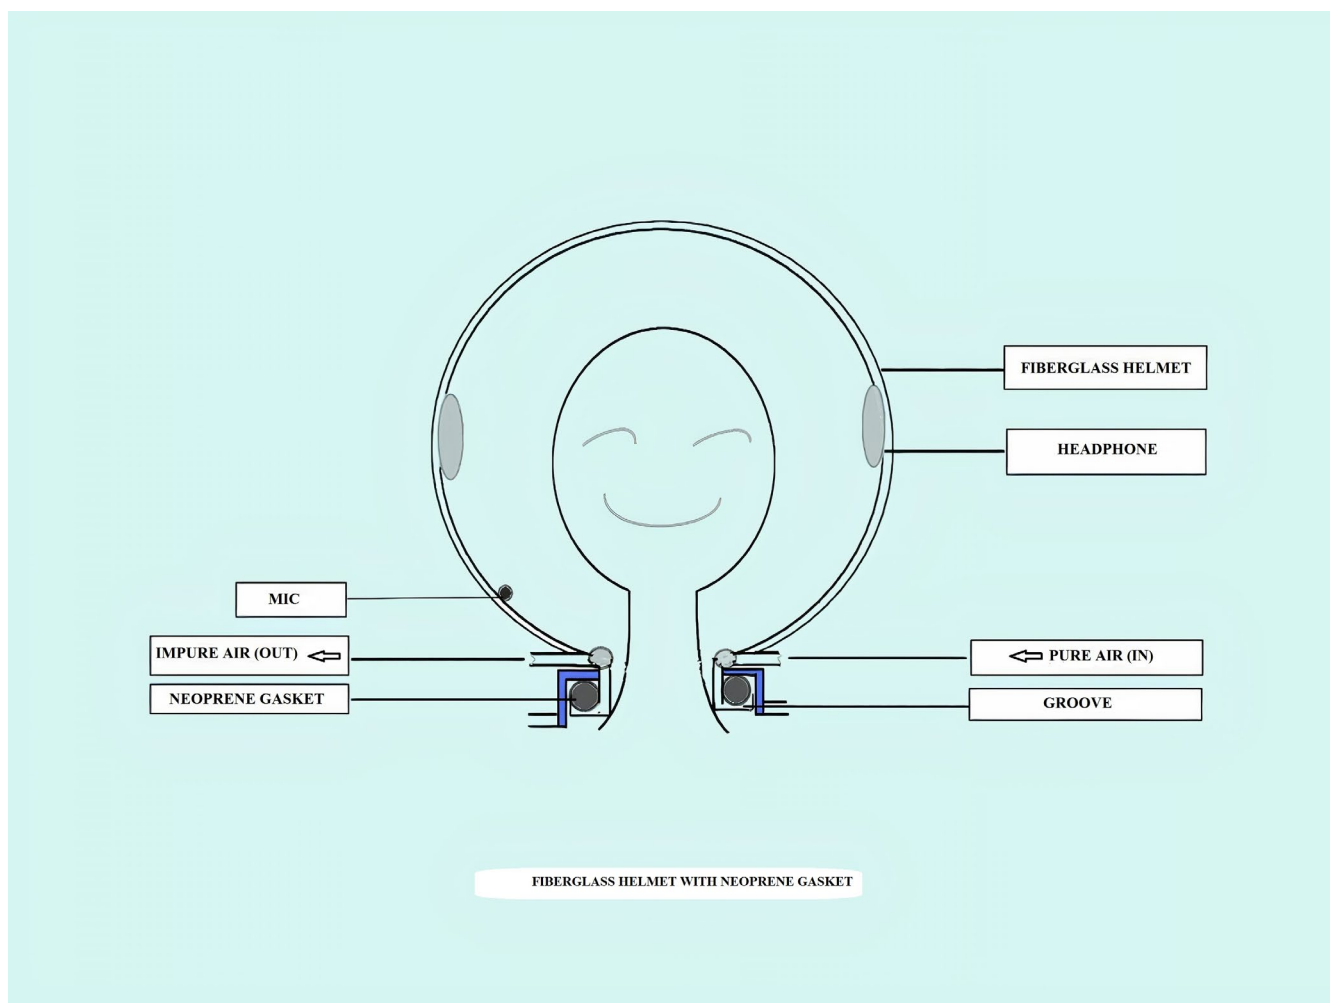 FIBERGLASS HELMET
HEADPHONE
MIC
IMPURE AIR (OUT)
PURE AIR (IN)
NEOPRENE GASKET
GROOVE
FIBERGLASS HELMET WITH NEOPRENE GASKET